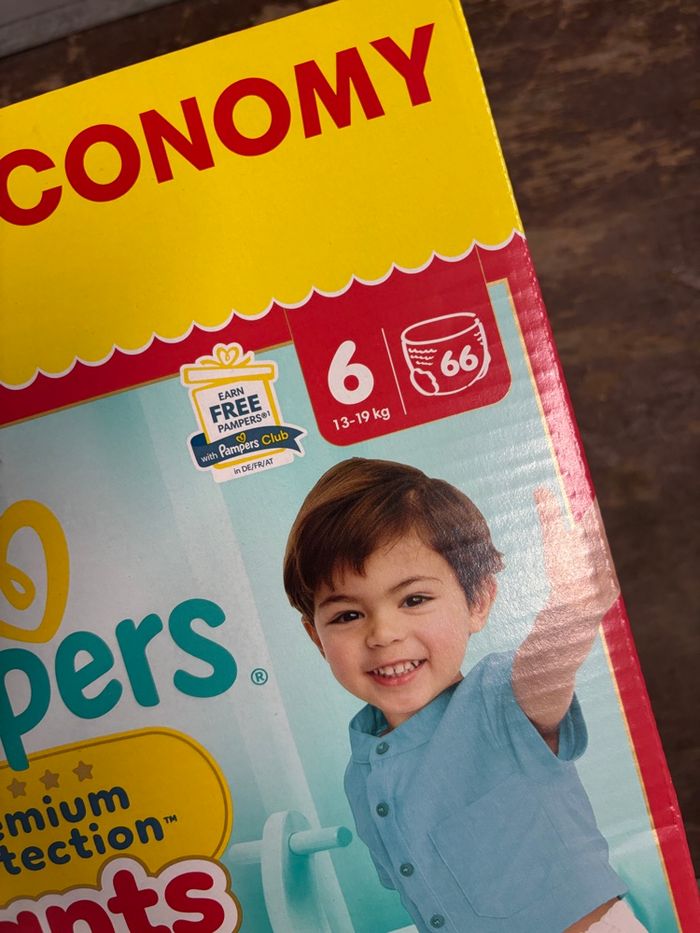 CONOMY
6
66
13-19 kg
EARN
FREE
PAMPERS®¹
with Pampers Club
in DE/FR/AT
pers®
emium
tection™
ants